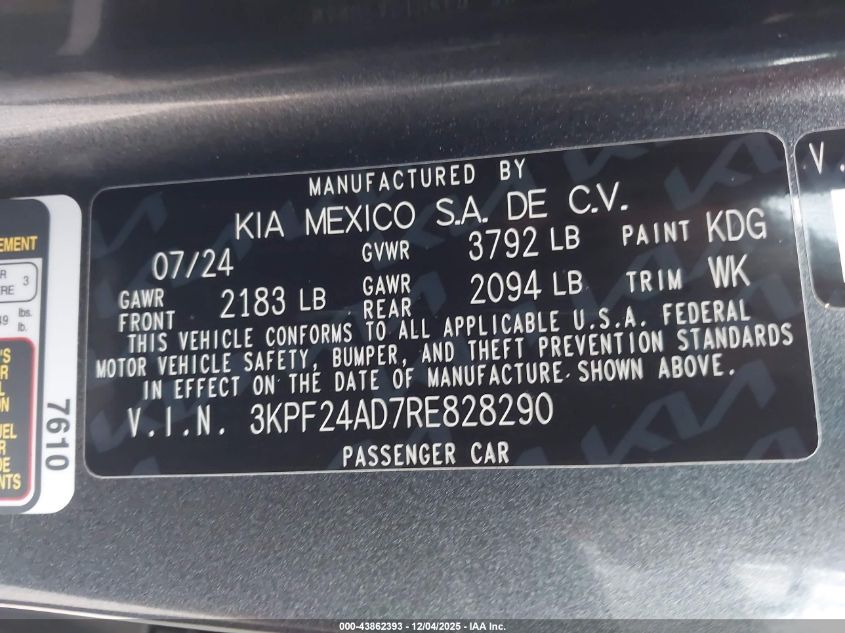 MANUFACTURED BY
KIA MEXICO S.A. DE C.V.
07/24 GVWR 3792 LB PAINT KDG
GAWR FRONT 2183 LB GAWR REAR 2094 LB TRIM WK
THIS VEHICLE CONFORMS TO ALL APPLICABLE U.S.A. FEDERAL
MOTOR VEHICLE SAFETY, BUMPER, AND THEFT PREVENTION STANDARDS
IN EFFECT ON THE DATE OF MANUFACTURE SHOWN ABOVE.
V.I.N. 3KPF24AD7RE828290
PASSENGER CAR
7610
3
lbs.
lb.
V.
000-43862393 - 12/04/2025 - IAA Inc.